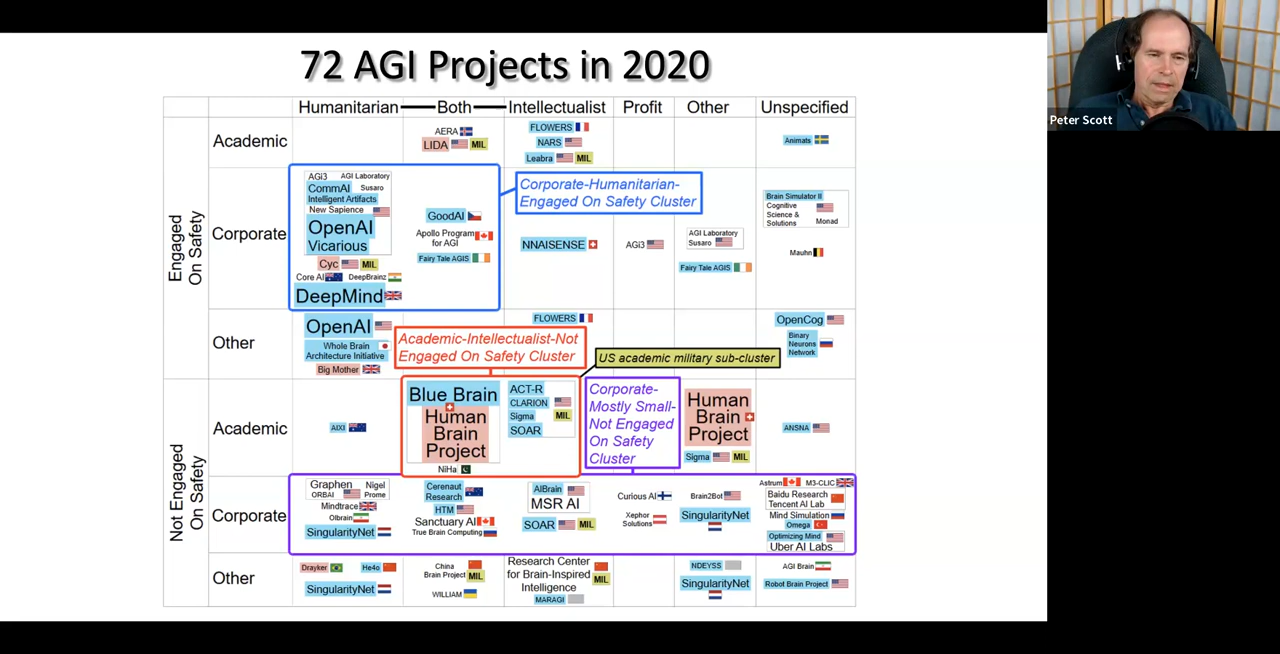 72 AGI Projects in 2020
Peter Scott
Humanitarian Both Intellectualist Profit Other Unspecified
Engaged
On Safety
Academic
AERA
LIDA MIL
FLOWERS
NARS
Leabra MIL
Animats
Corporate
AGi3 AGI Laboratory
CommAI Susaro
Intelligent Artifacts
New Sapience
OpenAI
Vicarious
Cyc MIL
Core AI DeepBrainz
DeepMind
GoodAI
Apollo Program
for AGI
Fairy Tale AGIS
Corporate-Humanitarian-
Engaged On Safety Cluster
NNAISENSE
AGi3
AGI Laboratory
Susaro
Fairy Tale AGIS
Brain Simulator II
Cognitive
Science &
Solutions
Monad
Mauhn
Other
OpenAI
Whole Brain
Architecture Initiative
Big Mother
FLOWERS
OpenCog
Binary
Neurons
Network
Academic-Intellectualist-Not
Engaged On Safety Cluster
US academic military sub-cluster
Not Engaged
On Safety
Academic
AIXI
Blue Brain
Human
Brain
Project
NiHa
ACT-R
CLARION
Sigma MIL
SOAR
Corporate-
Mostly Small-
Not Engaged
On Safety
Cluster
Human
Brain
Project
Sigma MIL
ANSNA
Corporate
Graphen Nigel
ORBAI Prome
Mindtrace
Olbrain
SingularityNet
Cerenaut
Research
HTM
Sanctuary AI
True Brain Computing
AIBrain
MSR AI
SOAR MIL
Curious AI
Xephor
Solutions
Brain2Bot
SingularityNet
Astrum M3-CLIC
Baidu Research
Tencent AI Lab
Mind Simulation
Omega
Optimizing Mind
Uber AI Labs
Other
Drayker He4o
SingularityNet
China
Brain Project MIL
WILLIAM
Research Center
for Brain-Inspired
Intelligence MIL
MARAGI
NDEYSS
SingularityNet
AGI Brain
Robot Brain Project